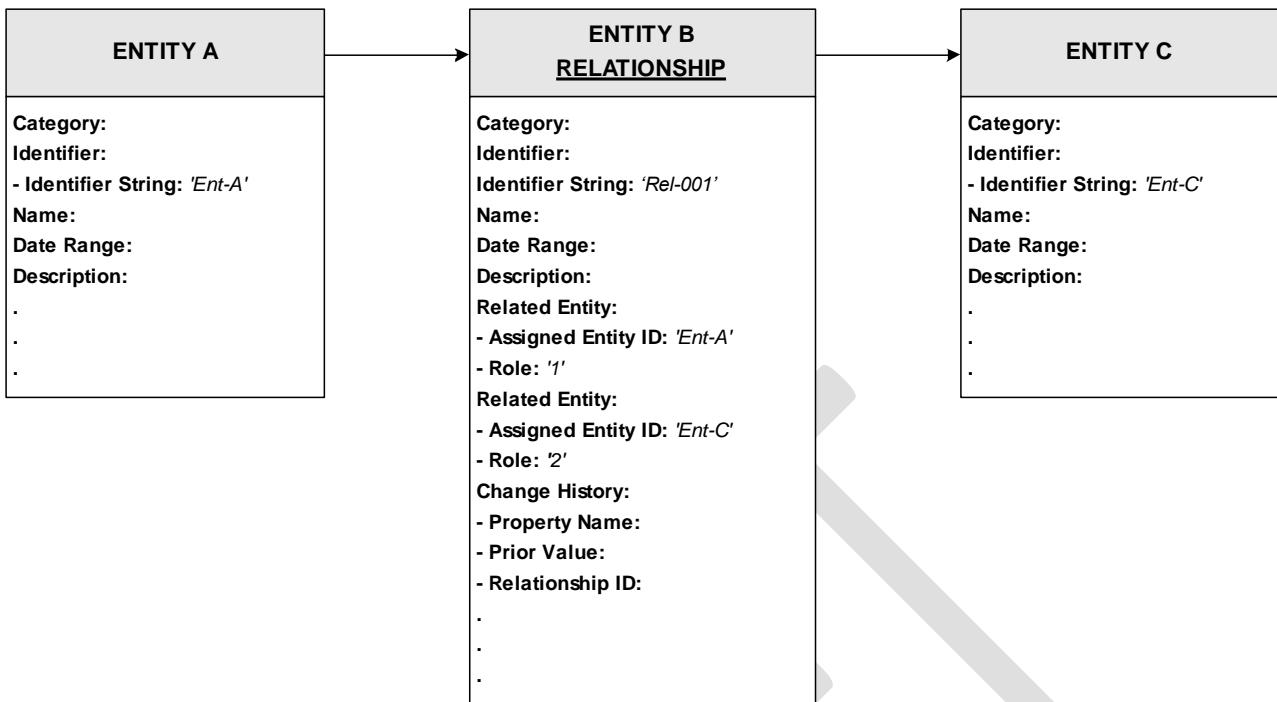 ENTITY A
Category:
Identifier:
- Identifier String: 'Ent-A'
Name:
Date Range:
Description:
.
.
.
ENTITY B
RELATIONSHIP
Category:
Identifier:
Identifier String: ‘Rel-001’
Name:
Date Range:
Description:
Related Entity:
- Assigned Entity ID: 'Ent-A'
- Role: '1'
Related Entity:
- Assigned Entity ID: 'Ent-C'
- Role: '2'
Change History:
- Property Name:
- Prior Value:
- Relationship ID:
.
.
.
ENTITY C
Category:
Identifier:
- Identifier String: 'Ent-C'
Name:
Date Range:
Description:
.
.
.